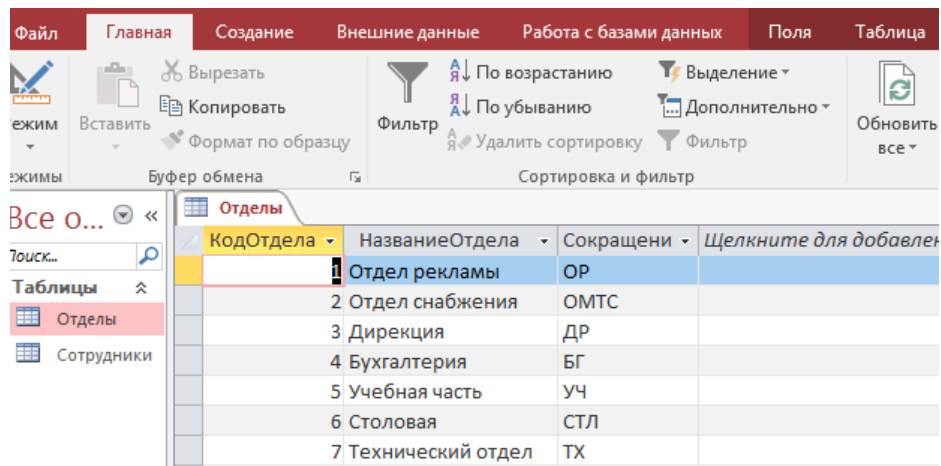 Файл Главная Создание Внешние данные Работа с базами данных Поля Таблица
Вырезать
Копировать
Формат по образцу
ежим
Вставить
Буфер обмена
ежимы
Фильтр
По возрастанию
По убыванию
Удалить сортировку
Выделение
Дополнительно
Фильтр
Сортировка и фильтр
Обновить
все
Все о...
Поиск...
Таблицы
Отделы
Сотрудники
Отделы
КодОтдела НазваниеОтдела Сокращени Щелкните для добавлен
1 Отдел рекламы ОР
2 Отдел снабжения ОМТС
3 Дирекция ДР
4 Бухгалтерия БГ
5 Учебная часть УЧ
6 Столовая СТЛ
7 Технический отдел ТХ